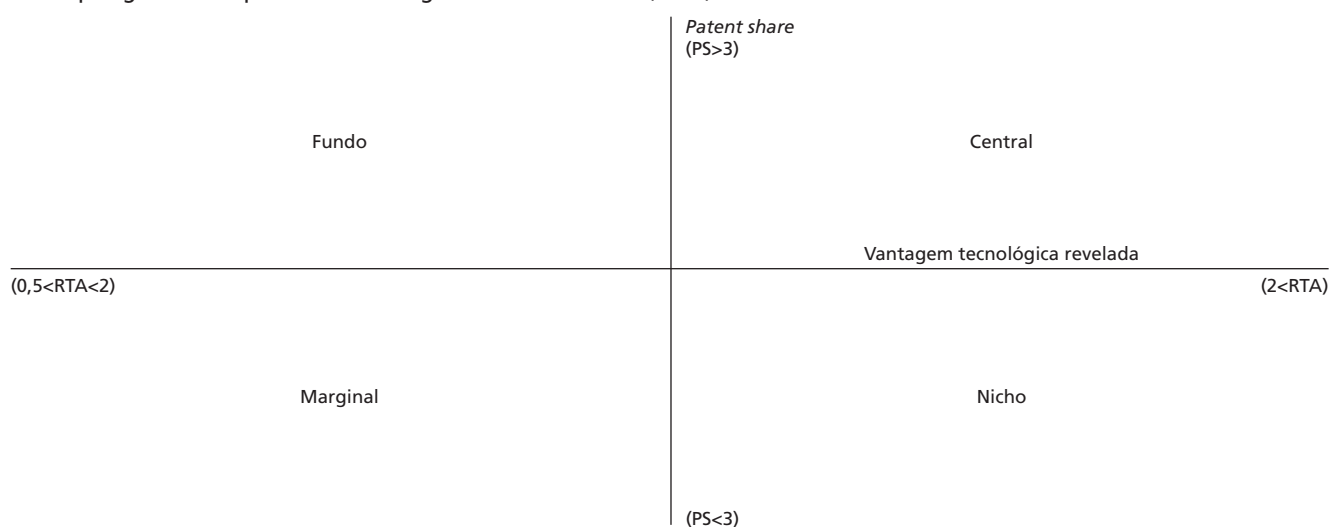 Patent share
(PS>3)
Fundo
Central
Vantagem tecnológica revelada
(0,5<RTA<2)
(2<RTA)
Marginal
Nicho
(PS<3)